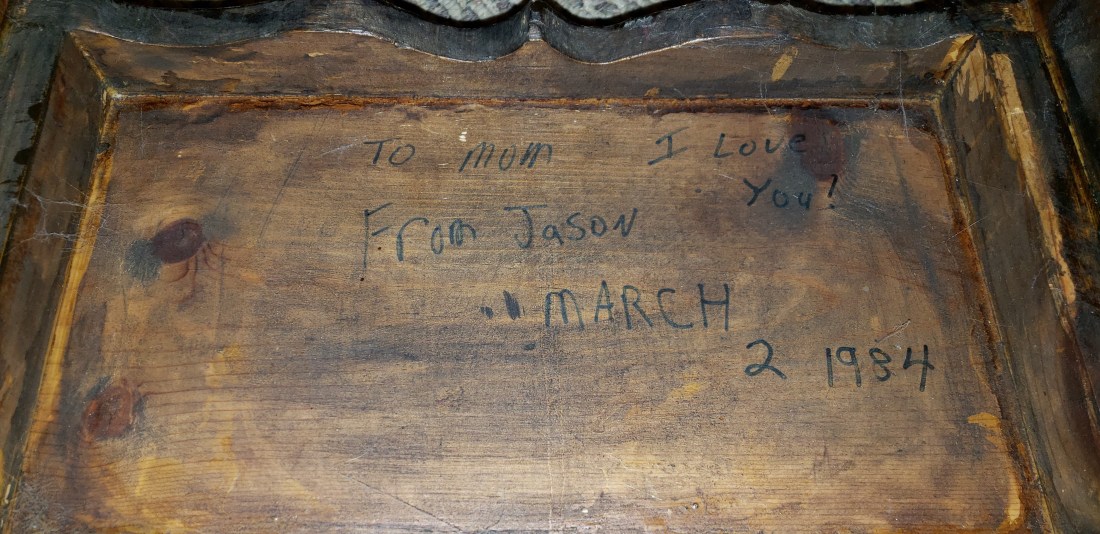 To mom I Love
You!
From Jason
MARCH
2 1984